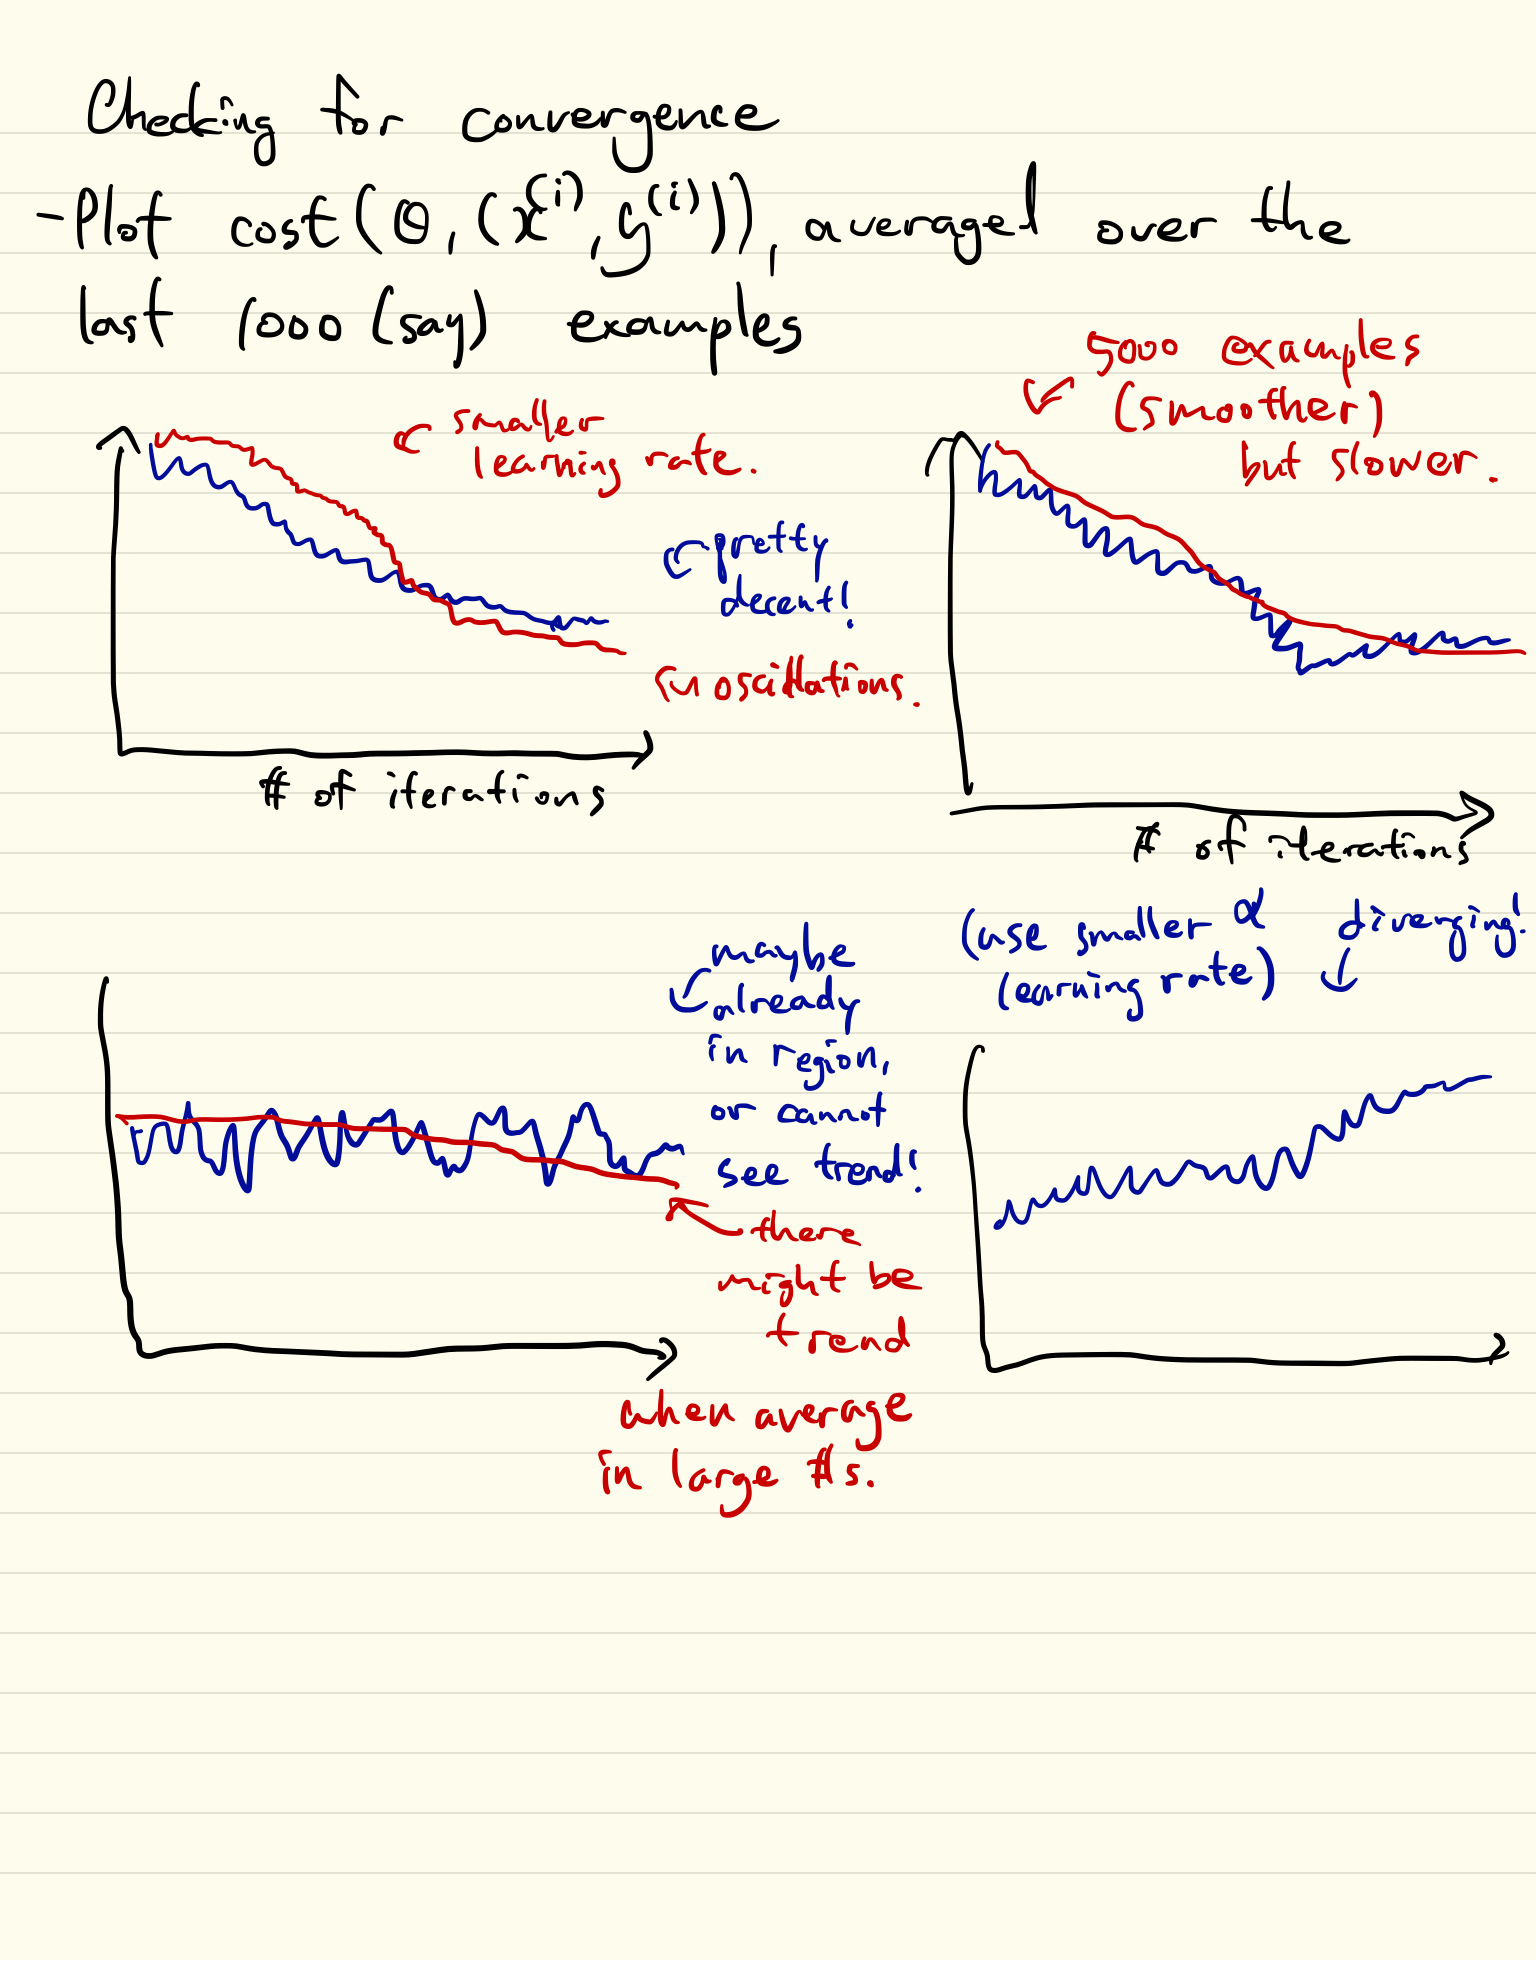 Checking for convergence
-Plot cost(θ, (x^(i), y^(i))), averaged over the
last 1000 (say) examples
smaller
learning rate.
pretty
decent!
oscillations.
# of iterations
5000 examples
(smoother)
but slower.
# of iterations
maybe
already
in region,
or cannot
see trend!
there
might be
trend
when average
in large #s.
(use smaller α
learning rate)
diverging!